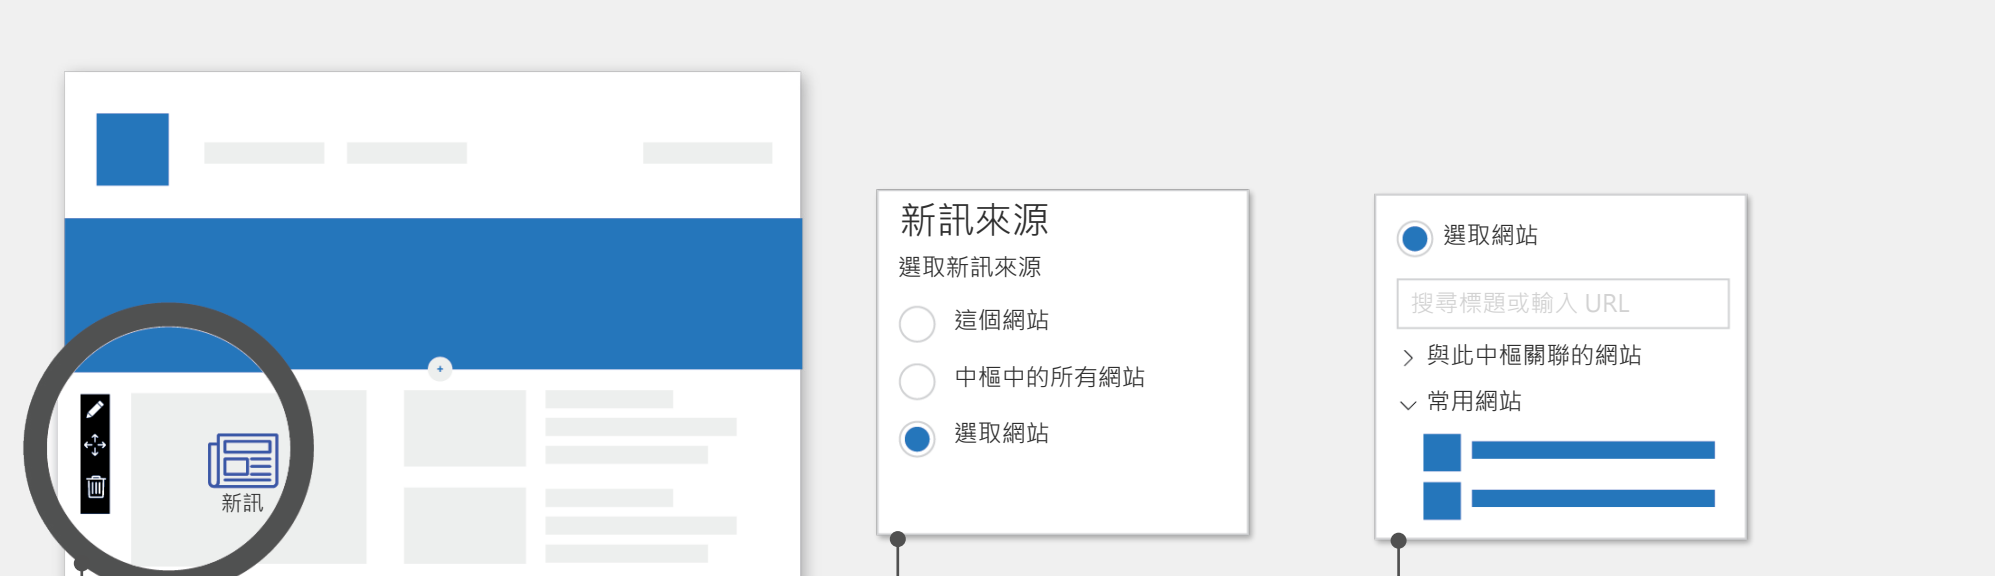 新訊
新訊來源
選取新訊來源
這個網站
中樞中的所有網站
選取網站
選取網站
搜尋標題或輸入 URL
與此中樞關聯的網站
常用網站